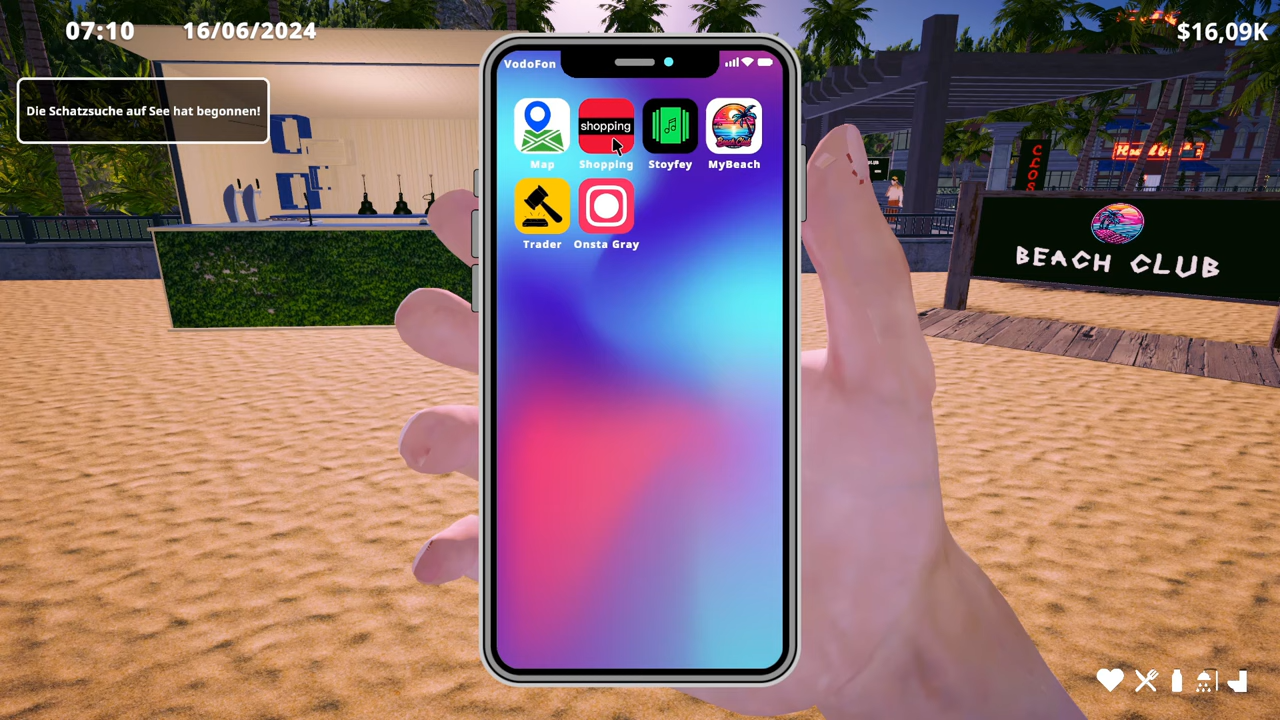 07:10
16/06/2024
$16,09K
Die Schatzsuche auf See hat begonnen!
VodoFon
shopping
Map
Shopping
Stoyfey
MyBeach
Trader
Onsta Gray
BEACH CLUB